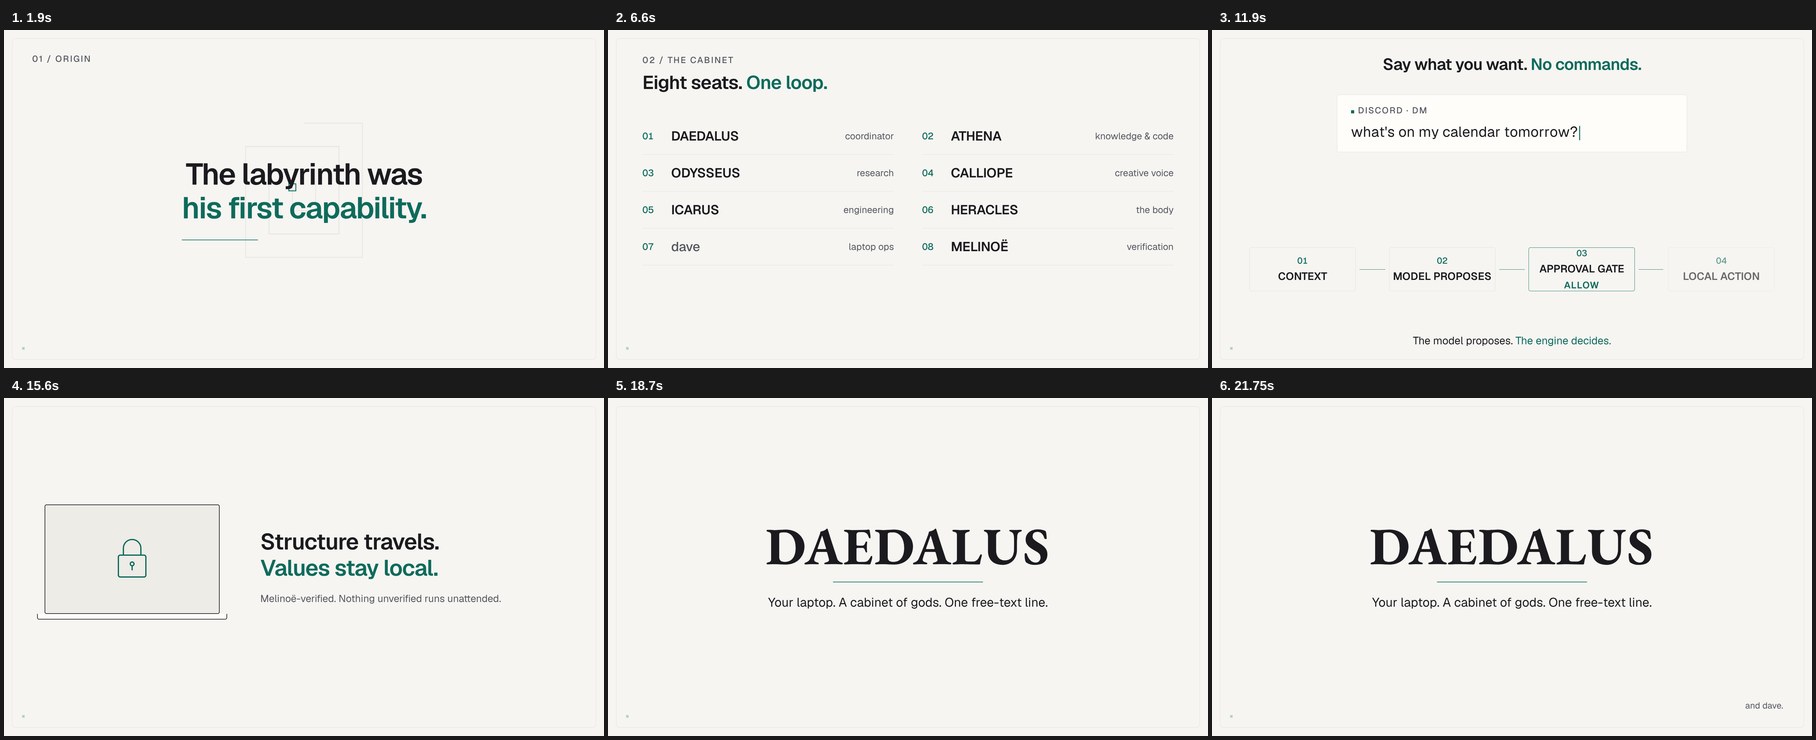 1. 1.9s
01 / ORIGIN
The labyrinth was
his first capability.
2. 6.6s
02 / THE CABINET
Eight seats. One loop.
01 DAEDALUS coordinator
02 ATHENA knowledge & code
03 ODYSSEUS research
04 CALLIOPE creative voice
05 ICARUS engineering
06 HERACLES the body
07 dave laptop ops
08 MELINOË verification
3. 11.9s
Say what you want. No commands.
DISCORD · DM
what's on my calendar tomorrow?
01
CONTEXT
02
MODEL PROPOSES
03
APPROVAL GATE
ALLOW
04
LOCAL ACTION
The model proposes. The engine decides.
4. 15.6s
Structure travels.
Values stay local.
Melinoë-verified. Nothing unverified runs unattended.
5. 18.7s
DAEDALUS
Your laptop. A cabinet of gods. One free-text line.
6. 21.75s
DAEDALUS
Your laptop. A cabinet of gods. One free-text line.
and dave.